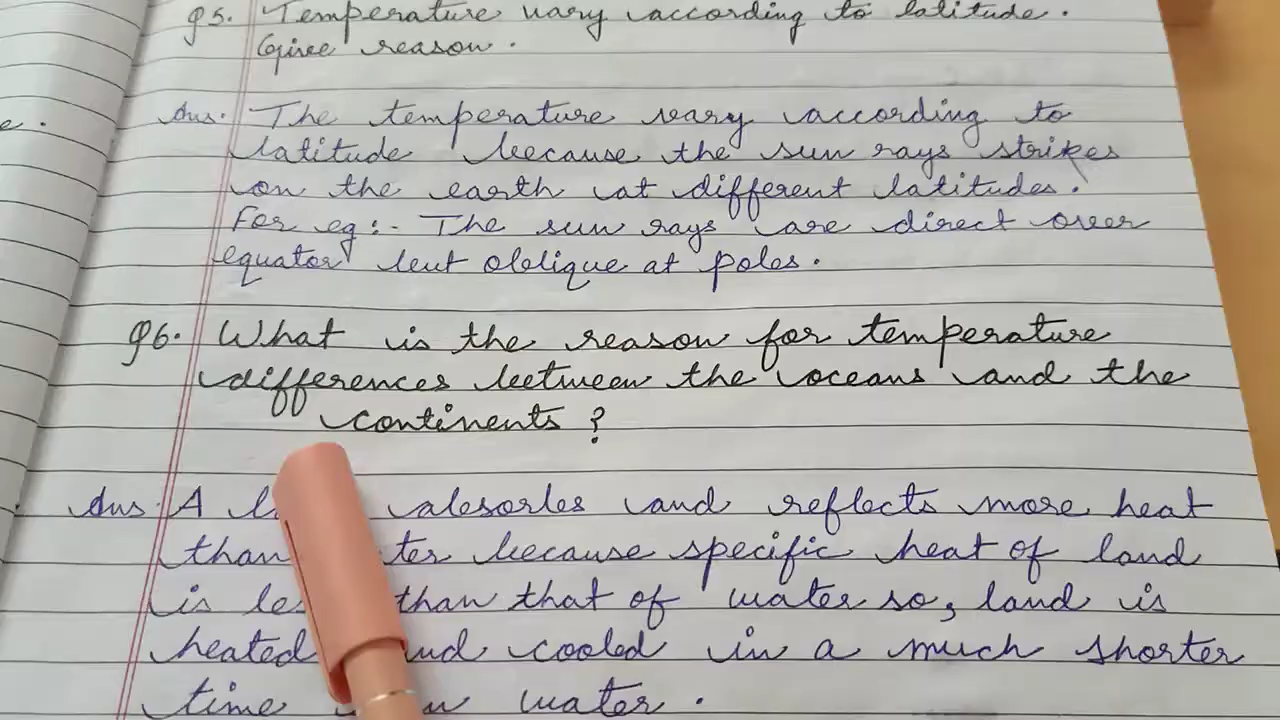 Q5. Temperature vary according to latitude.
Give reason.
e.
Ans. The temperature vary according to
latitude because the sun rays strikes
on the earth at different latitudes.
For eg:- The sun rays are direct over
equator but oblique at poles.
Q6. What is the reason for temperature
differences between the oceans and the
continents?
Ans. A absorbs and reflects more heat
than because specific heat of land
is than that of water so, land is
heated cooled in a much shorter
time water.